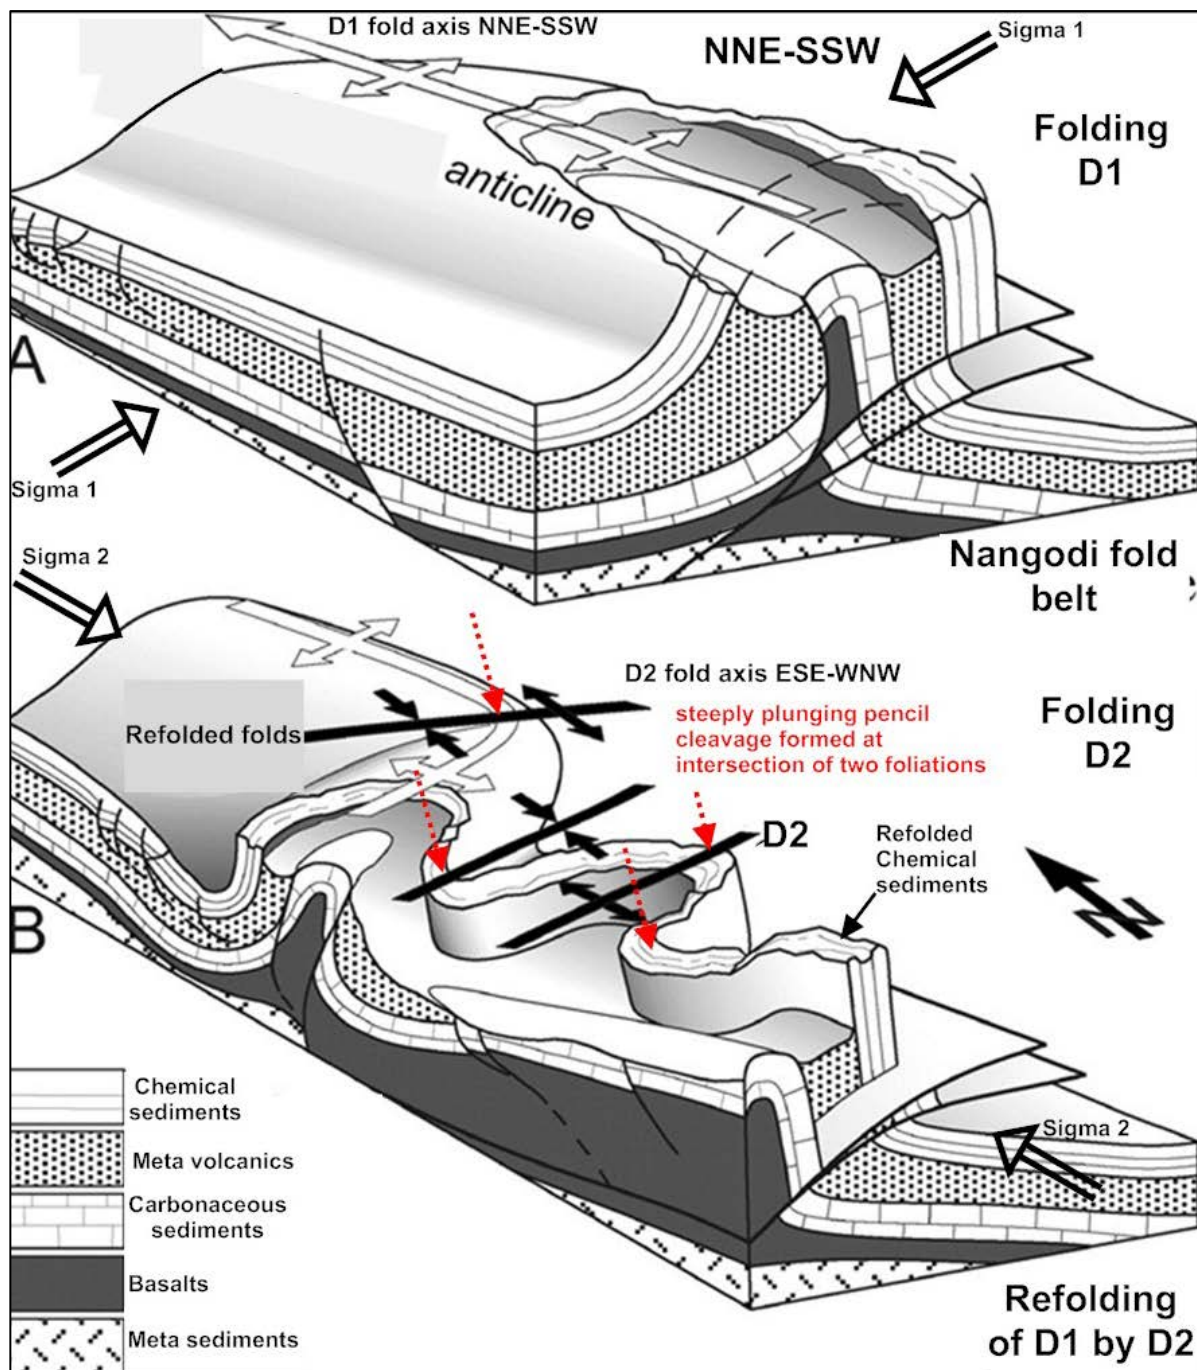 D1 fold axis NNE-SSW
NNE-SSW
Sigma 1
Folding
D1
anticline
A
Sigma 1
Nangodi fold
belt
Sigma 2
D2 fold axis ESE-WNW
steeply plunging pencil
cleavage formed at
intersection of two foliations
Folding
D2
Refolded folds
D2
Refolded
Chemical
sediments
N
B
Sigma 2
Chemical
sediments
Meta volcanics
Carbonaceous
sediments
Basalts
Meta sediments
Refolding
of D1 by D2